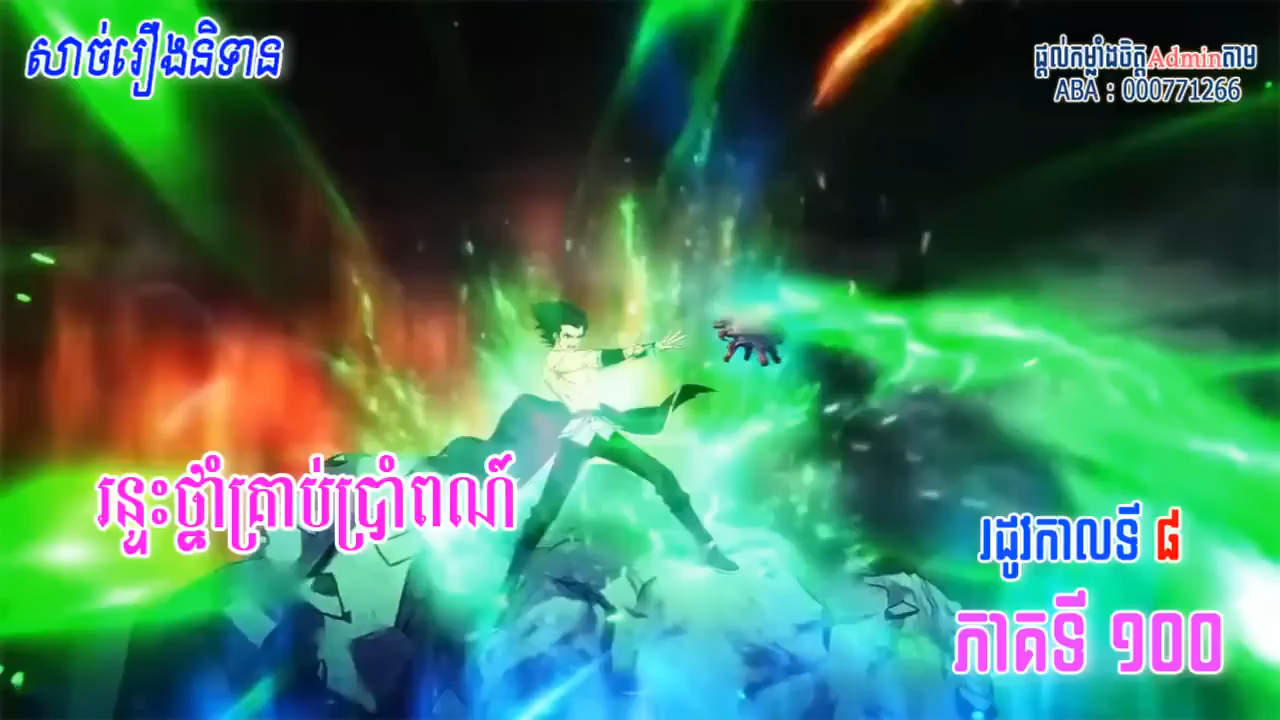 សាច់រឿងនិទាន
ផ្តល់កម្លាំងចិត្តAdminតាម
ABA : 000771266
រន្ទះថ្នាំគ្រាប់ប្រាំពណ៍
រដូវកាលទី ៨
ភាគទី ១០០